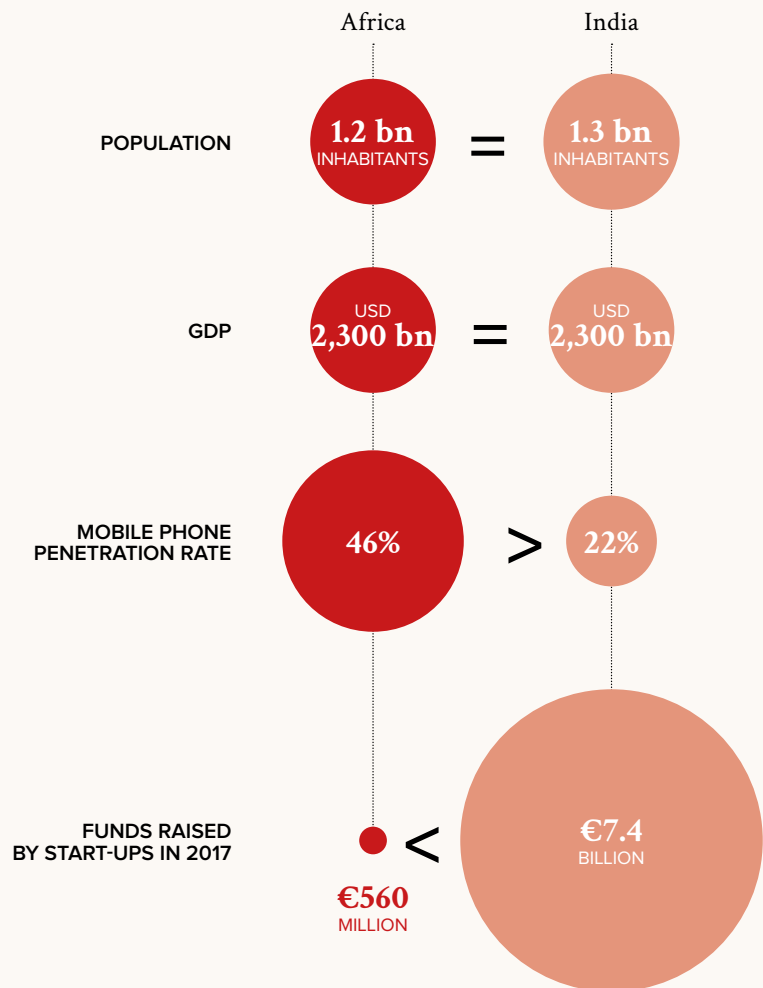 Africa
India
POPULATION
1.2 bn
INHABITANTS
=
1.3 bn
INHABITANTS
GDP
USD
2,300 bn
=
USD
2,300 bn
MOBILE PHONE
PENETRATION RATE
46%
>
22%
FUNDS RAISED
BY START-UPS IN 2017
€560
MILLION
<
€7.4
BILLION